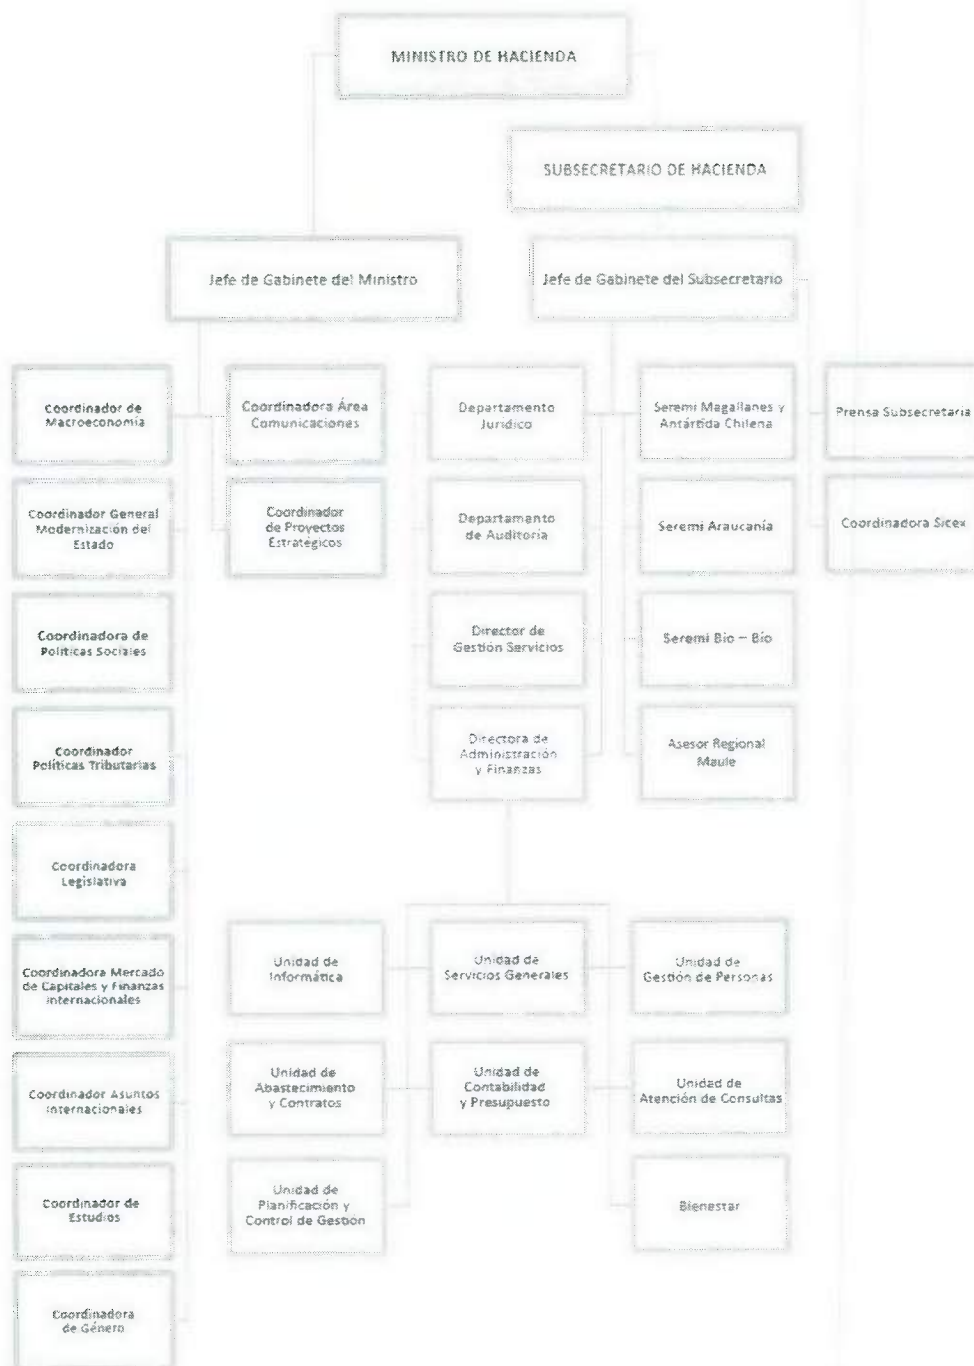 MINISTRO DE HACIENDA
SUBSECRETARIO DE HACIENDA
Jefe de Gabinete del Ministro
Jefe de Gabinete del Subsecretario
Coordinador de
Macroeconomía
Coordinadora Área
Comunicaciones
Departamento
Jurídico
Seremi Magallanes y
Antártida Chilena
Prensa Subsecretaria
Coordinador General
Modernización del
Estado
Coordinador
de Proyectos
Estratégicos
Departamento
de Auditoría
Seremi Araucanía
Coordinadora Sicex
Coordinadora de
Políticas Sociales
Director de
Gestión Servicios
Seremi Bio – Bío
Coordinador
Políticas Tributarias
Directora de
Administración
y Finanzas
Asesor Regional
Maule
Coordinadora
Legislativa
Coordinadora Mercado
de Capitales y Finanzas
Internacionales
Unidad de
Informática
Unidad de
Servicios Generales
Unidad de
Gestión de Personas
Coordinador Asuntos
Internacionales
Unidad de
Abastecimiento
y Contratos
Unidad de
Contabilidad
y Presupuesto
Unidad de
Atención de Consultas
Coordinador de
Estudios
Unidad de
Planificación y
Control de Gestión
Bienestar
Coordinadora
de Género